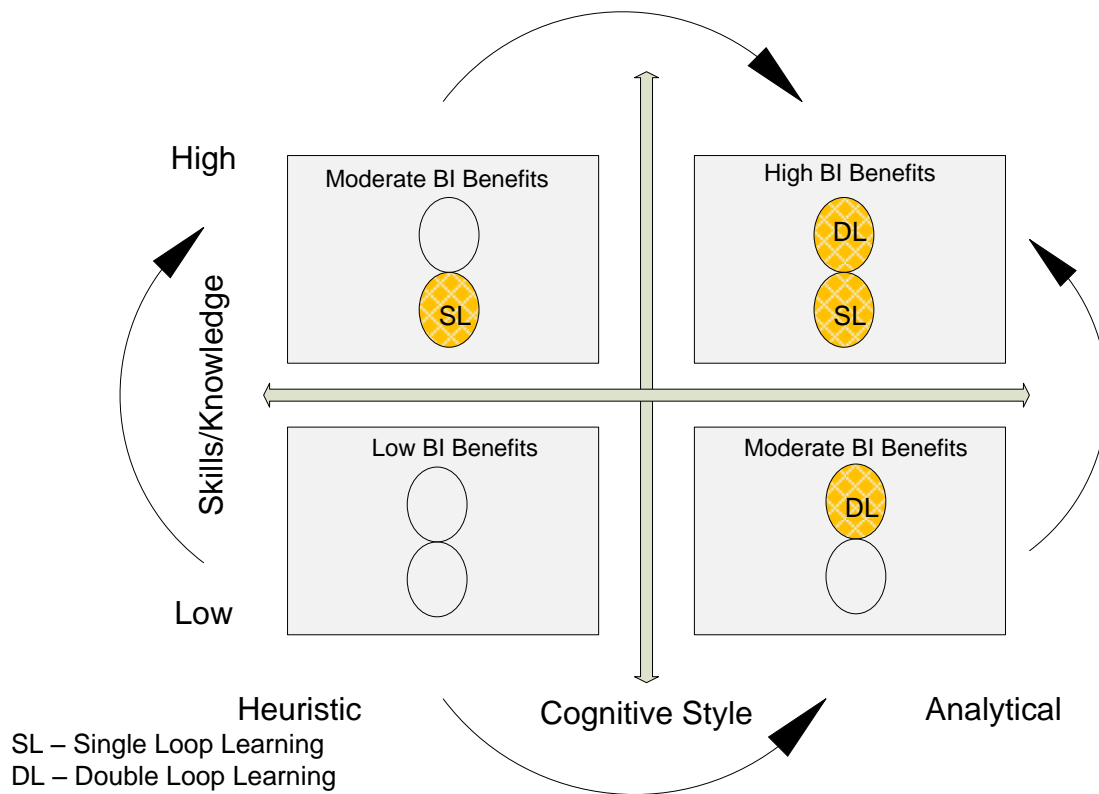 High
Moderate BI Benefits
SL
High BI Benefits
DL
SL
Skills/Knowledge
Low BI Benefits
Moderate BI Benefits
DL
Low
Heuristic
Cognitive Style
Analytical
SL – Single Loop Learning
DL – Double Loop Learning